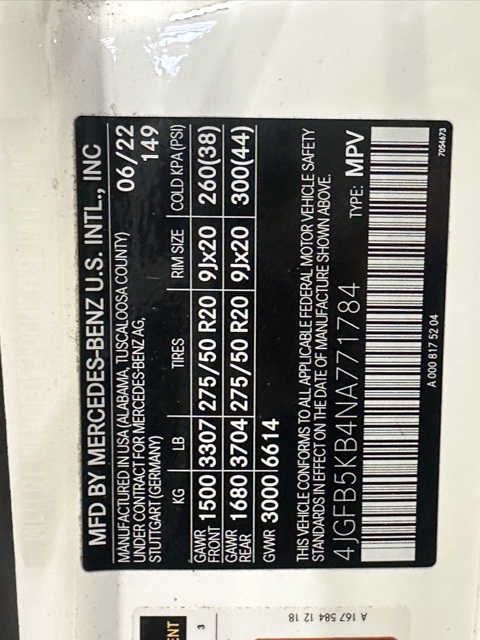 MFD BY MERCEDES-BENZ U.S. INTL., INC
MANUFACTURED IN USA (ALABAMA, TUSCALOOSA COUNTY)
UNDER CONTRACT FOR MERCEDES-BENZ AG,
STUTTGART (GERMANY)
06/22
149
KG LB TIRES RIM SIZE COLD KPA(PSI)
GAWR FRONT 1500 3307 275/50 R20 9Jx20 260(38)
GAWR REAR 1680 3704 275/50 R20 9Jx20 300(44)
GVWR 3000 6614
THIS VEHICLE CONFORMS TO ALL APPLICABLE FEDERAL MOTOR VEHICLE SAFETY
STANDARDS IN EFFECT ON THE DATE OF MANUFACTURE SHOWN ABOVE.
4JGFB5KB4NA771784 TYPE: MPV
7054673
A 000 817 52 04
ENT
3
A 167 584 12 18